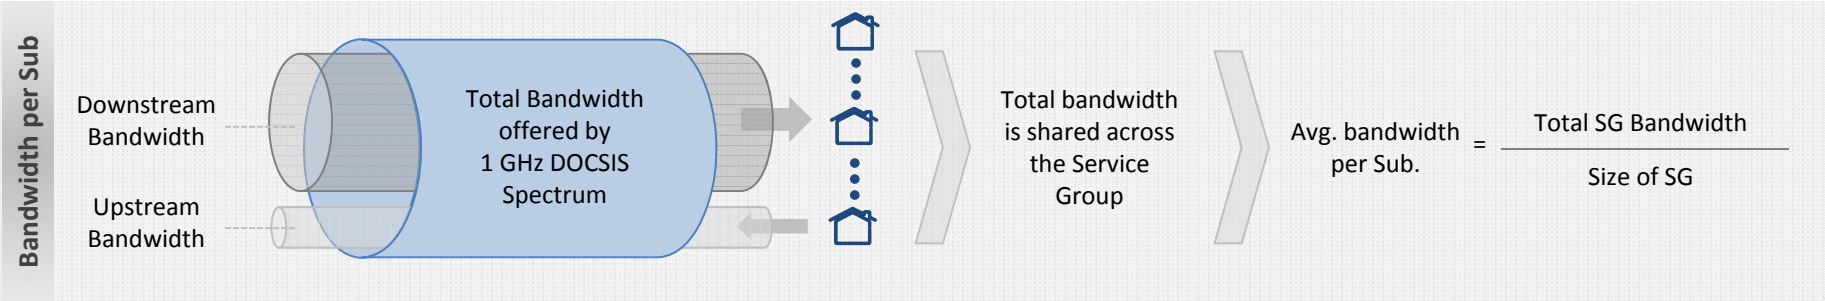 Bandwidth per Sub
Downstream
Bandwidth
Upstream
Bandwidth
Total Bandwidth
offered by
1 GHz DOCSIS
Spectrum
Total bandwidth
is shared across
the Service
Group
Avg. bandwidth
per Sub.
=
Total SG Bandwidth
Size of SG